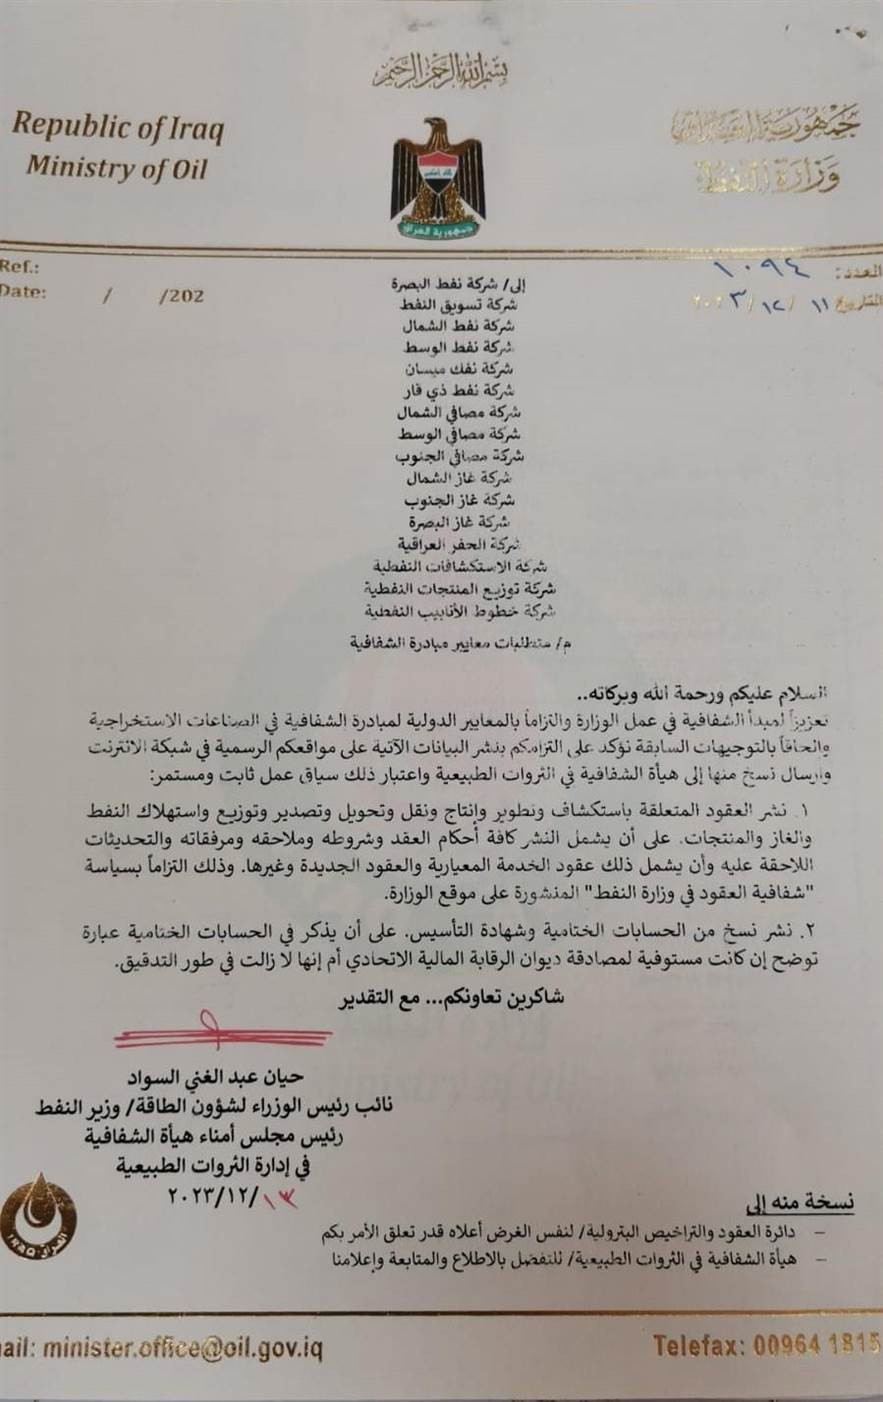 بسم الله الرحمن الرحيم
Republic of Iraq
Ministry of Oil
جمهورية العراق
وزارة النفط
الله أكبر
جمهورية العراق
Ref.:
Date: / /202
العدد: ١٠٩٤
التاريخ ١١ / ١٢ / ٢٠٢٣
إلى/ شركة نفط البصرة
شركة تسويق النفط
شركة نفط الشمال
شركة نفط الوسط
شركة نفك ميسان
شركة نفط ذي قار
شركة مصافي الشمال
شركة مصافي الوسط
شركة مصافي الجنوب
شركة غاز الشمال
شركة غاز الجنوب
شركة غاز البصرة
شركة الحفر العراقية
شركة الاستكشافات النفطية
شركة توزيع المنتجات النفطية
شركة خطوط الأنابيب النفطية
م/ متطلبات معايير مبادرة الشفافية
السلام عليكم ورحمة الله وبركاته..
تعزيزاً لمبدأ الشفافية في عمل الوزارة والتزاماً بالمعايير الدولية لمبادرة الشفافية في الصناعات الاستخراجية
وإلحاقاً بالتوجيهات السابقة نؤكد على التزامكم بنشر البيانات الآتية على مواقعكم الرسمية في شبكة الانترنت
وإرسال نسخ منها إلى هيأة الشفافية في الثروات الطبيعية واعتبار ذلك سياق عمل ثابت ومستمر:
١. نشر العقود المتعلقة باستكشاف وتطوير وإنتاج ونقل وتحويل وتصدير وتوزيع واستهلاك النفط
والغاز والمنتجات. على أن يشمل النشر كافة أحكام العقد وشروطه وملاحقه ومرفقاته والتحديثات
اللاحقة عليه وأن يشمل ذلك عقود الخدمة المعيارية والعقود الجديدة وغيرها. وذلك التزاماً بسياسة
"شفافية العقود في وزارة النفط" المنشورة على موقع الوزارة.
٢. نشر نسخ من الحسابات الختامية وشهادة التأسيس. على أن يذكر في الحسابات الختامية عبارة
توضح إن كانت مستوفية لمصادقة ديوان الرقابة المالية الاتحادي أم إنها لا زالت في طور التدقيق.
شاكرين تعاونكم... مع التقدير
حيان عبد الغني السواد
نائب رئيس الوزراء لشؤون الطاقة/ وزير النفط
رئيس مجلس أمناء هيأة الشفافية
في إدارة الثروات الطبيعية
٢٠٢٣/١٢/١٣
نسخة منه إلى
– دائرة العقود والتراخيص البترولية/ لنفس الغرض أعلاه قدر تعلق الأمر بكم
– هيأة الشفافية في الثروات الطبيعية/ للتفضل بالاطلاع والمتابعة وإعلامنا
IRAQ العراق
ail: minister.office@oil.gov.iq
Telefax: 00964 1815